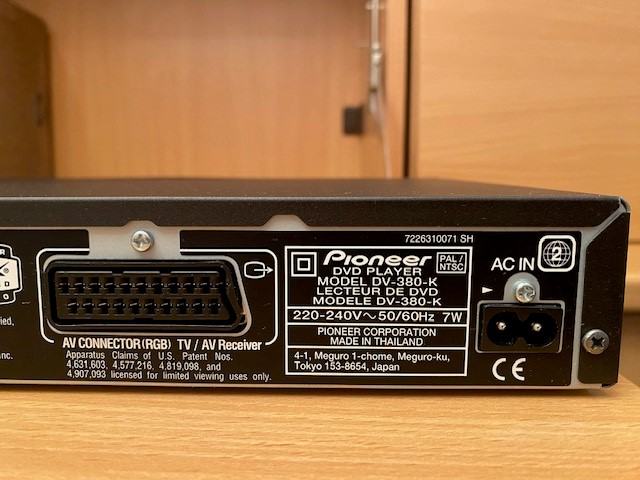 7226310071 SH
Pioneer
PAL/
NTSC
DVD PLAYER
MODEL DV-380-K
LECTEUR DE DVD
MODELE DV-380-K
220-240V~50/60Hz 7W
PIONEER CORPORATION
MADE IN THAILAND
4-1, Meguro 1-chome, Meguro-ku,
Tokyo 153-8654, Japan
AC IN
2
CE
AV CONNECTOR(RGB) TV / AV Receiver
Apparatus Claims of U.S. Patent Nos.
4,631,603, 4,577,216, 4,819,098, and
4,907,093 licensed for limited viewing uses only.